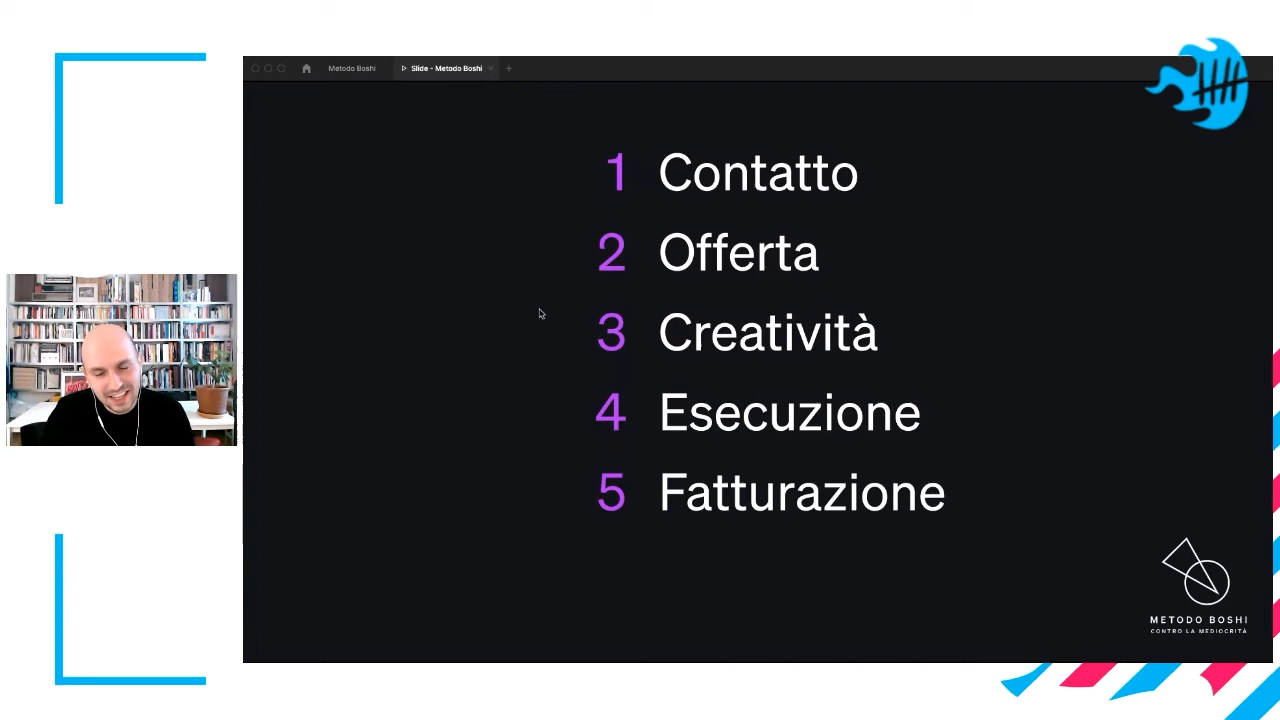 Metodo Boshi
Slide - Metodo Boshi
1 Contatto
2 Offerta
3 Creatività
4 Esecuzione
5 Fatturazione
METODO BOSHI
CONTRO LA MEDIOCRITÀ